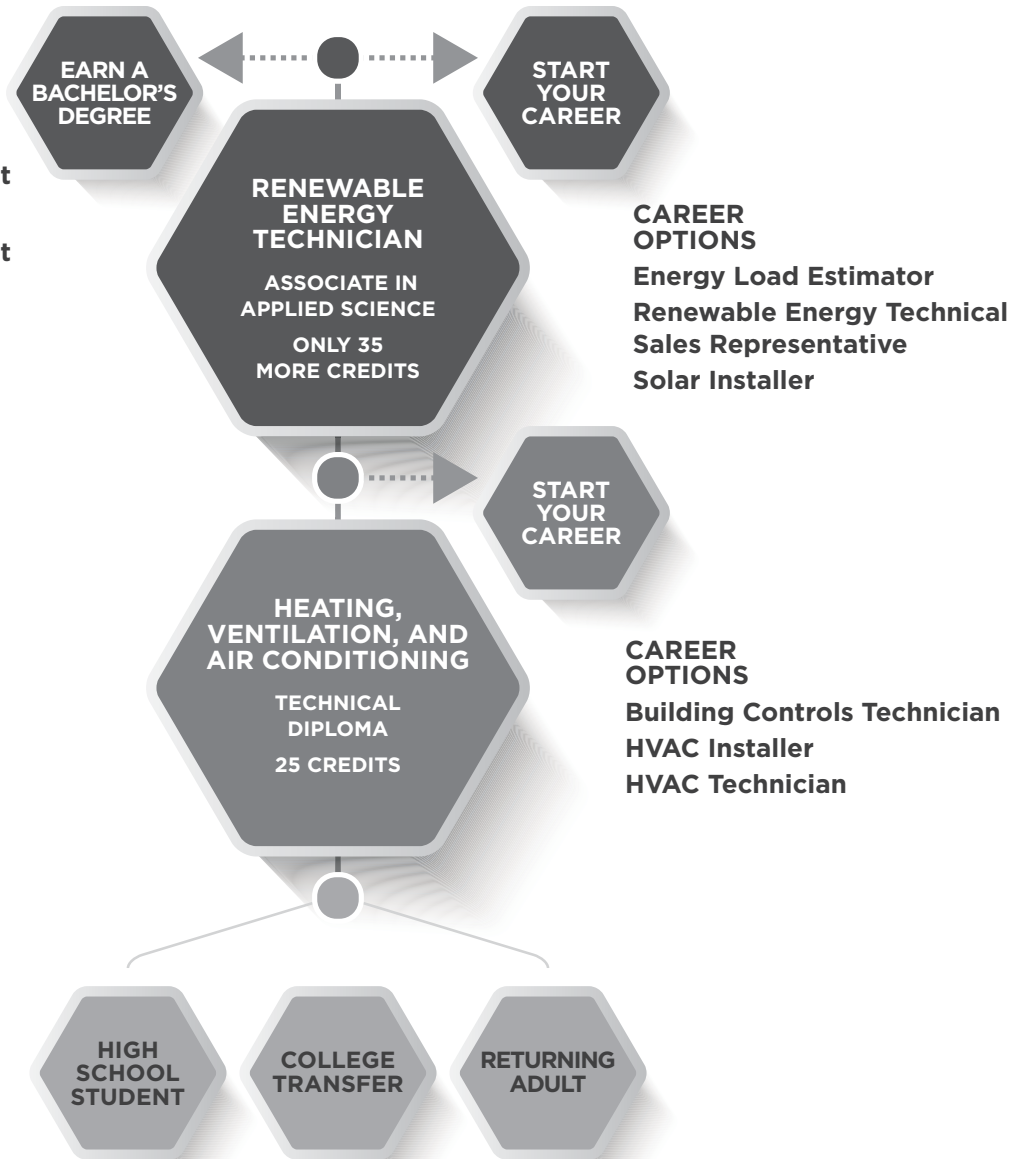 EARN A
BACHELOR'S
DEGREE
START
YOUR
CAREER
t
t
RENEWABLE
ENERGY
TECHNICIAN
ASSOCIATE IN
APPLIED SCIENCE
ONLY 35
MORE CREDITS
CAREER
OPTIONS
Energy Load Estimator
Renewable Energy Technical
Sales Representative
Solar Installer
START
YOUR
CAREER
HEATING,
VENTILATION, AND
AIR CONDITIONING
TECHNICAL
DIPLOMA
25 CREDITS
CAREER
OPTIONS
Building Controls Technician
HVAC Installer
HVAC Technician
HIGH
SCHOOL
STUDENT
COLLEGE
TRANSFER
RETURNING
ADULT